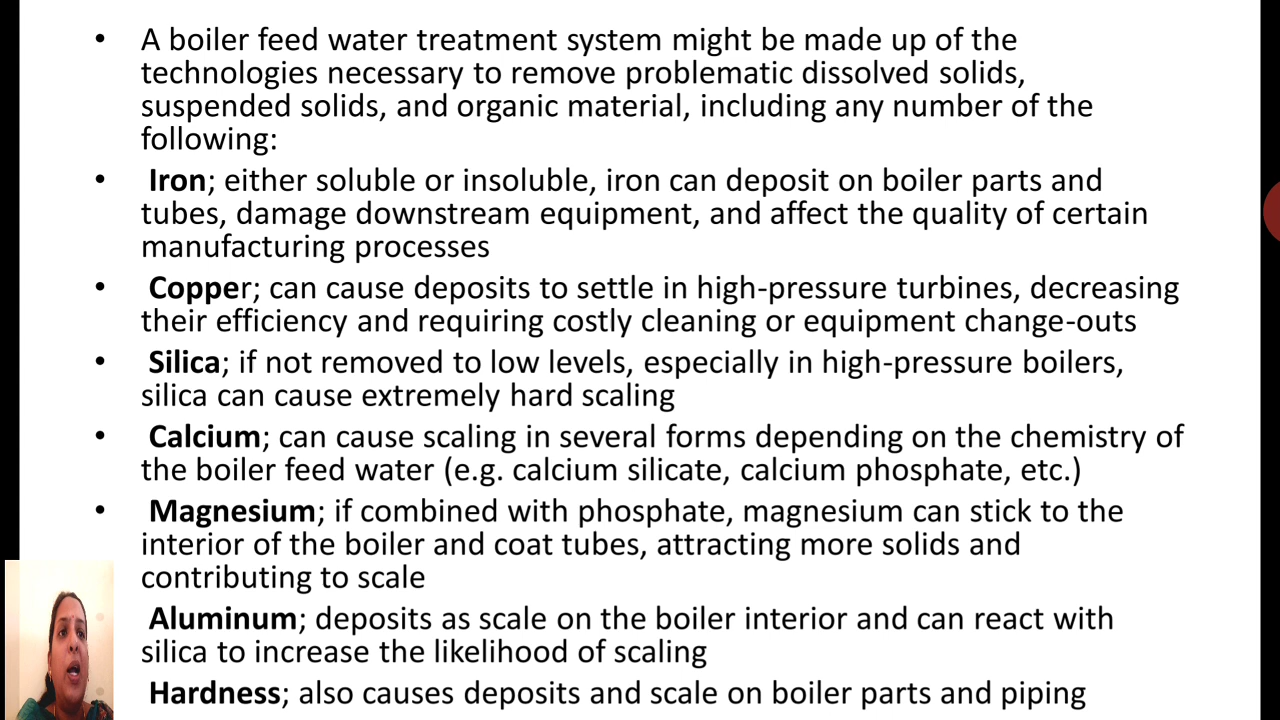 • A boiler feed water treatment system might be made up of the
technologies necessary to remove problematic dissolved solids,
suspended solids, and organic material, including any number of the
following:
• Iron; either soluble or insoluble, iron can deposit on boiler parts and
tubes, damage downstream equipment, and affect the quality of certain
manufacturing processes
• Copper; can cause deposits to settle in high-pressure turbines, decreasing
their efficiency and requiring costly cleaning or equipment change-outs
• Silica; if not removed to low levels, especially in high-pressure boilers,
silica can cause extremely hard scaling
• Calcium; can cause scaling in several forms depending on the chemistry of
the boiler feed water (e.g. calcium silicate, calcium phosphate, etc.)
• Magnesium; if combined with phosphate, magnesium can stick to the
interior of the boiler and coat tubes, attracting more solids and
contributing to scale
Aluminum; deposits as scale on the boiler interior and can react with
silica to increase the likelihood of scaling
Hardness; also causes deposits and scale on boiler parts and piping